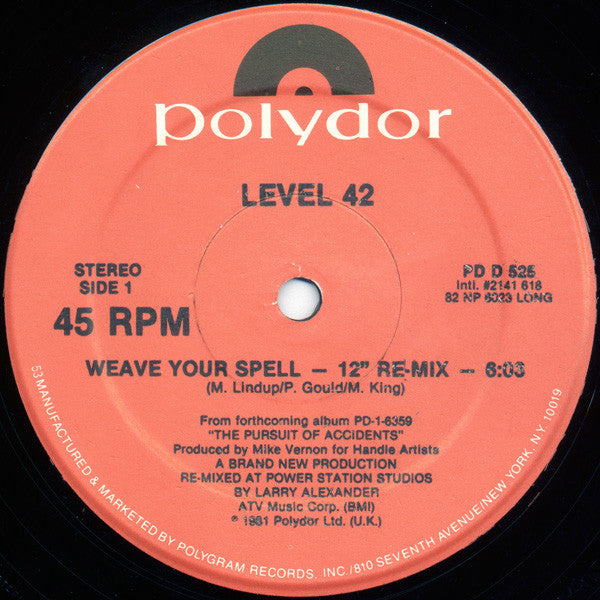 polydor
LEVEL 42
STEREO
SIDE 1
45 RPM
PD D 525
Intl. #2141 618
82 NP 6033 LONG
WEAVE YOUR SPELL — 12" RE-MIX — 6:03
(M. Lindup/P. Gould/M. King)
From forthcoming album PD-1-6359
"THE PURSUIT OF ACCIDENTS"
Produced by Mike Vernon for Handle Artists
A BRAND NEW PRODUCTION
RE-MIXED AT POWER STATION STUDIOS
BY LARRY ALEXANDER
ATV Music Corp. (BMI)
℗ 1981 Polydor Ltd. (U.K.)
53 MANUFACTURED & MARKETED BY POLYGRAM RECORDS, INC./810 SEVENTH AVENUE/NEW YORK, NY 10019